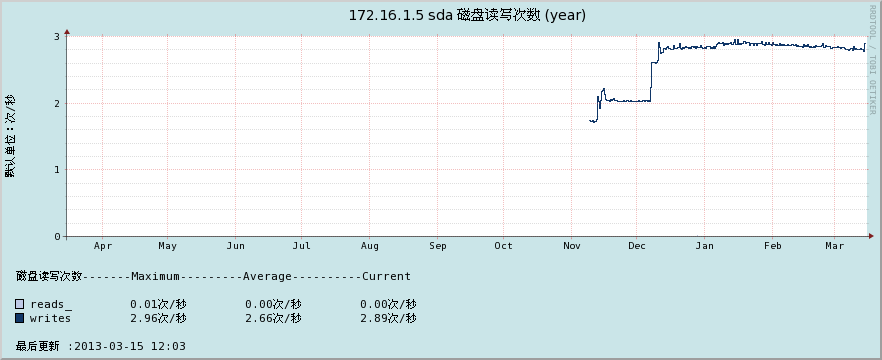 172.16.1.5 sda 磁盘读写次数 (year)
RRDTOOL / TOBI OETIKER
默认单位：次/秒
3
2
1
0
Apr May Jun Jul Aug Sep Oct Nov Dec Jan Feb Mar
磁盘读写次数-------Maximum---------Average----------Current
reads_ 0.01次/秒 0.00次/秒 0.00次/秒
writes 2.96次/秒 2.66次/秒 2.89次/秒
最后更新 :2013-03-15 12:03